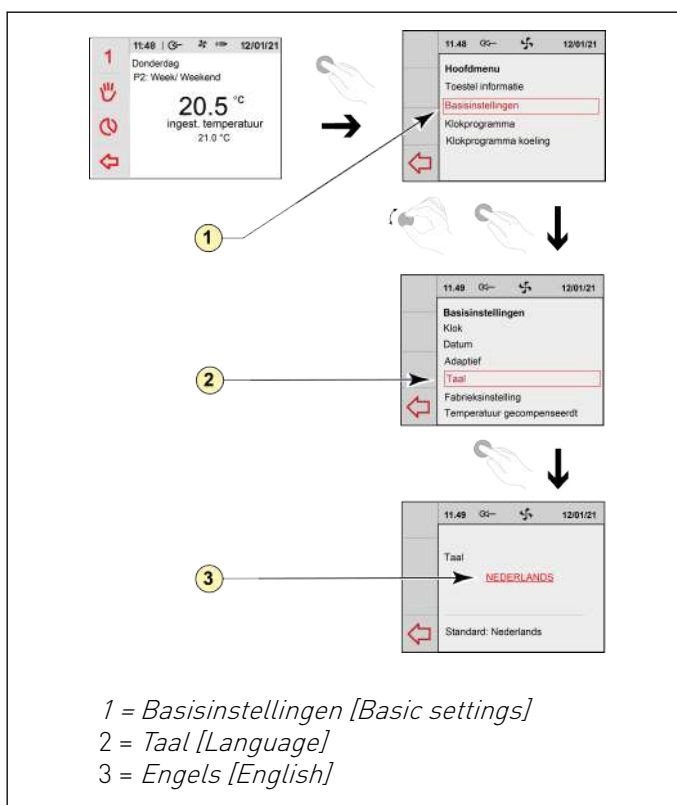 11:48 12/01/21
1
Donderdag
P2: Week/ Weekend
20.5 °C
ingest. temperatuur
21.0 °C
11.48 12/01/21
Hoofdmenu
Toestel informatie
Basisinstellingen
Klokprogramma
Klokprogramma koeling
1
11.49 12/01/21
Basisinstellingen
Klok
Datum
Adaptief
Taal
Fabrieksinstelling
Temperatuur gecompenseerdt
2
11.49 12/01/21
Taal
NEDERLANDS
Standard: Nederlands
3
1 = Basisinstellingen [Basic settings]
2 = Taal [Language]
3 = Engels [English]